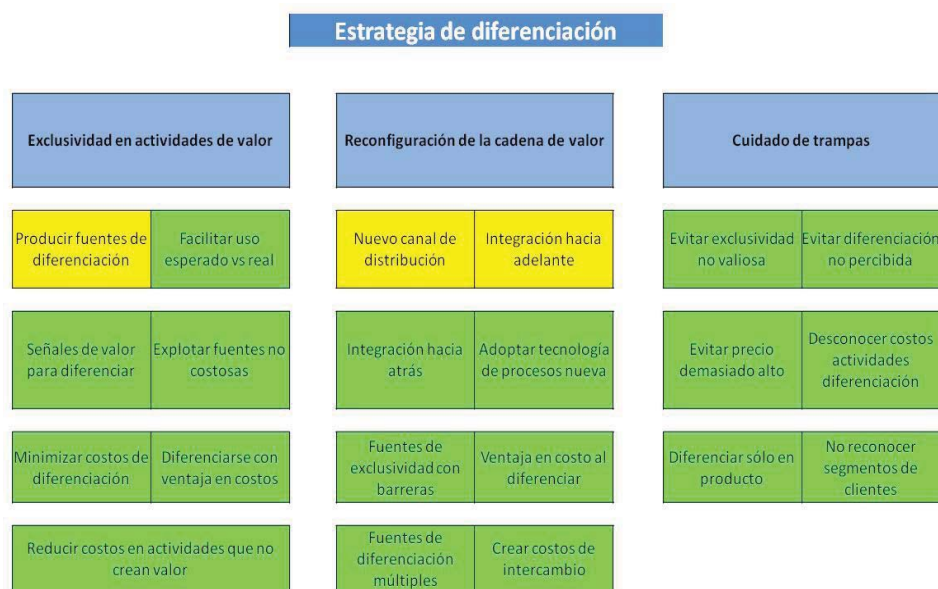 Estrategia de diferenciación
Exclusividad en actividades de valor
Reconfiguración de la cadena de valor
Cuidado de trampas
Producir fuentes de
diferenciación
Facilitar uso
esperado vs real
Nuevo canal de
distribución
Integración hacia
adelante
Evitar exclusividad
no valiosa
Evitar diferenciación
no percibida
Señales de valor
para diferenciar
Explotar fuentes no
costosas
Integración hacia
atrás
Adoptar tecnología
de procesos nueva
Evitar precio
demasiado alto
Desconocer costos
actividades
diferenciación
Minimizar costos de
diferenciación
Diferenciarse con
ventaja en costos
Fuentes de
exclusividad con
barreras
Ventaja en costo al
diferenciar
Diferenciar sólo en
producto
No reconocer
segmentos de
clientes
Reducir costos en actividades que no
crean valor
Fuentes de
diferenciación
múltiples
Crear costos de
intercambio